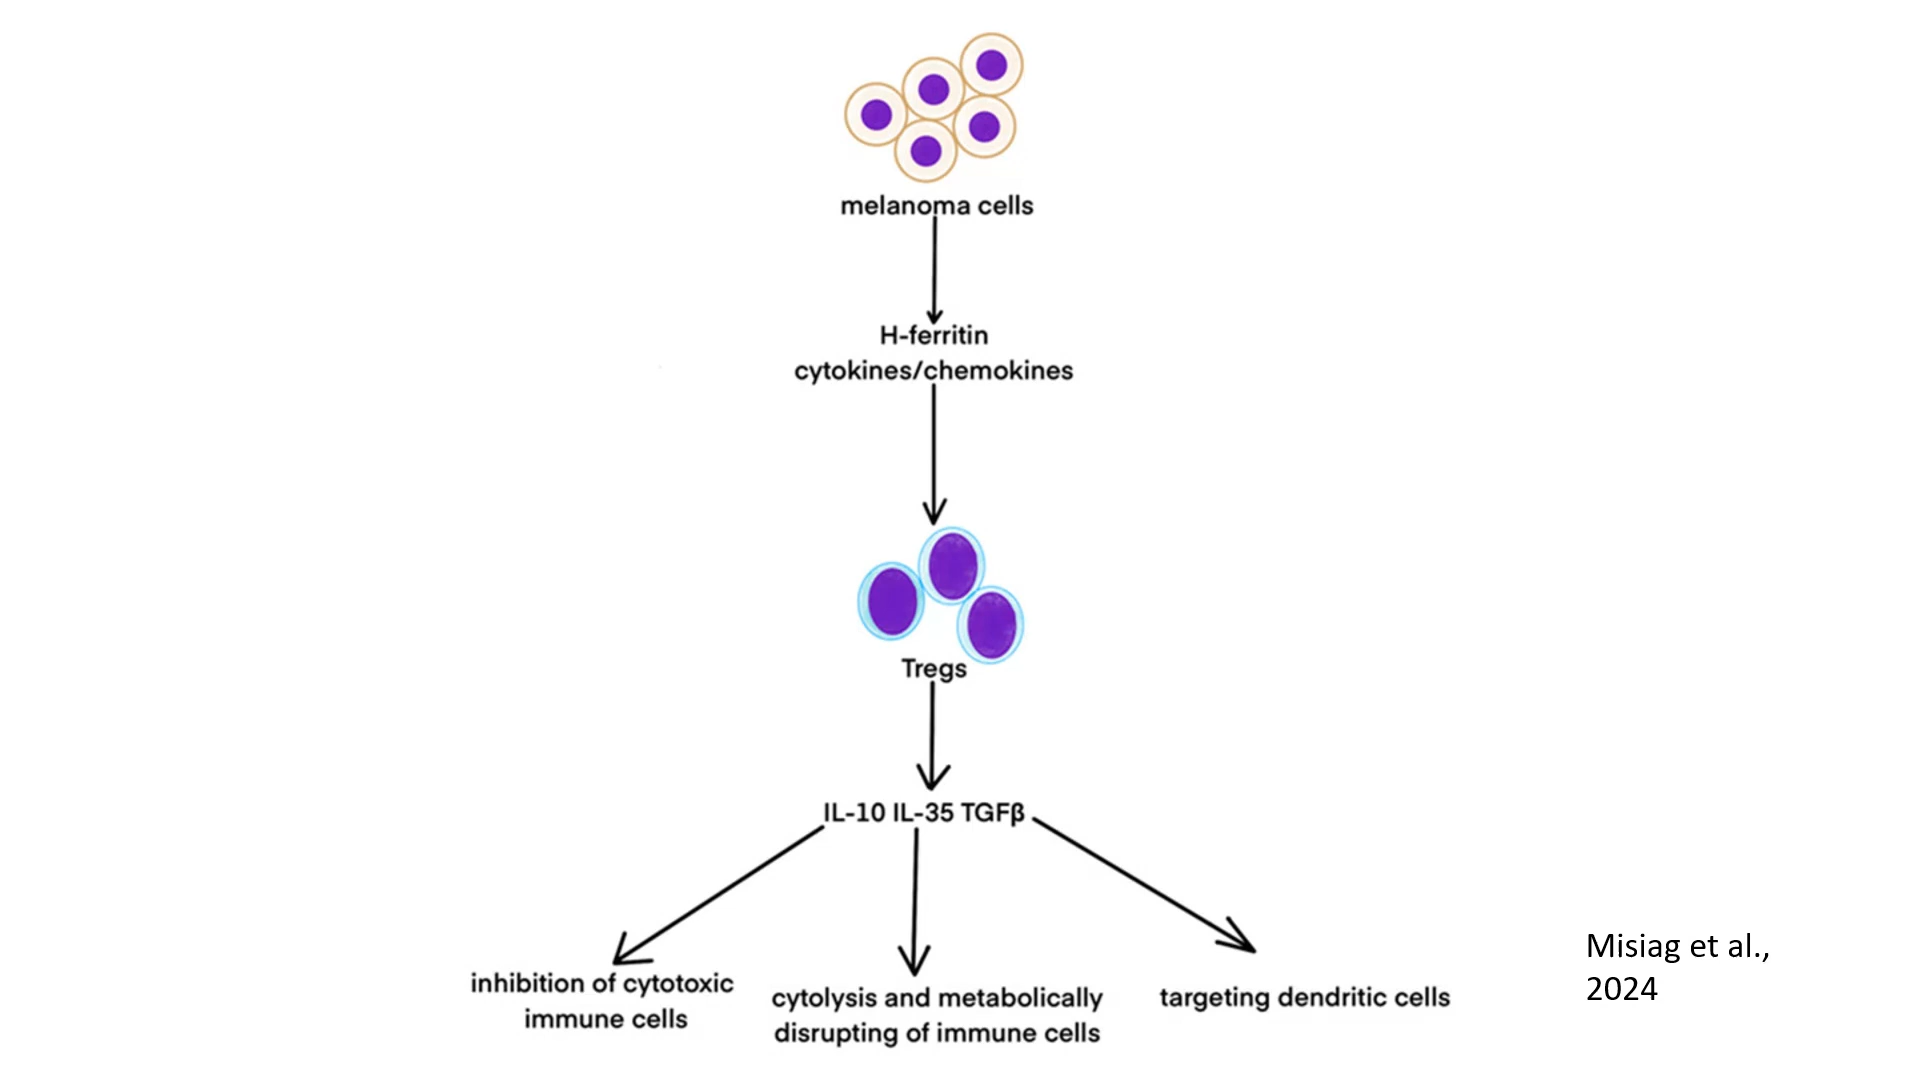 melanoma cells
H-ferritin
cytokines/chemokines
Tregs
IL-10 IL-35 TGFβ
inhibition of cytotoxic
immune cells
cytolysis and metabolically
disrupting of immune cells
targeting dendritic cells
Misiag et al.,
2024